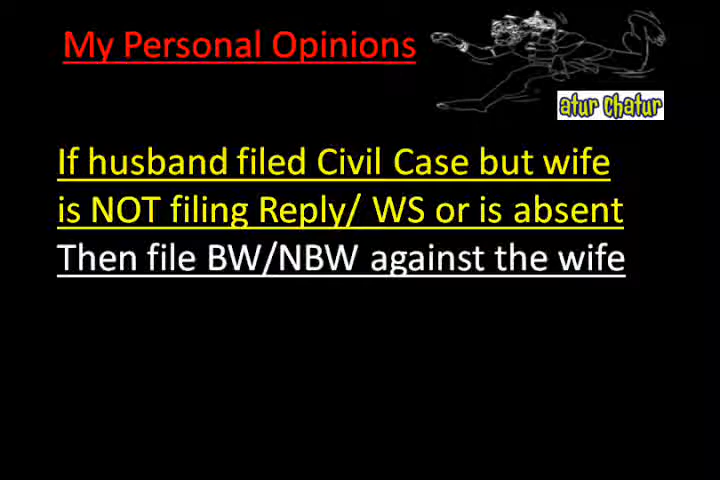 My Personal Opinions
atur chatur
If husband filed Civil Case but wife
is NOT filing Reply/ WS or is absent
Then file BW/NBW against the wife